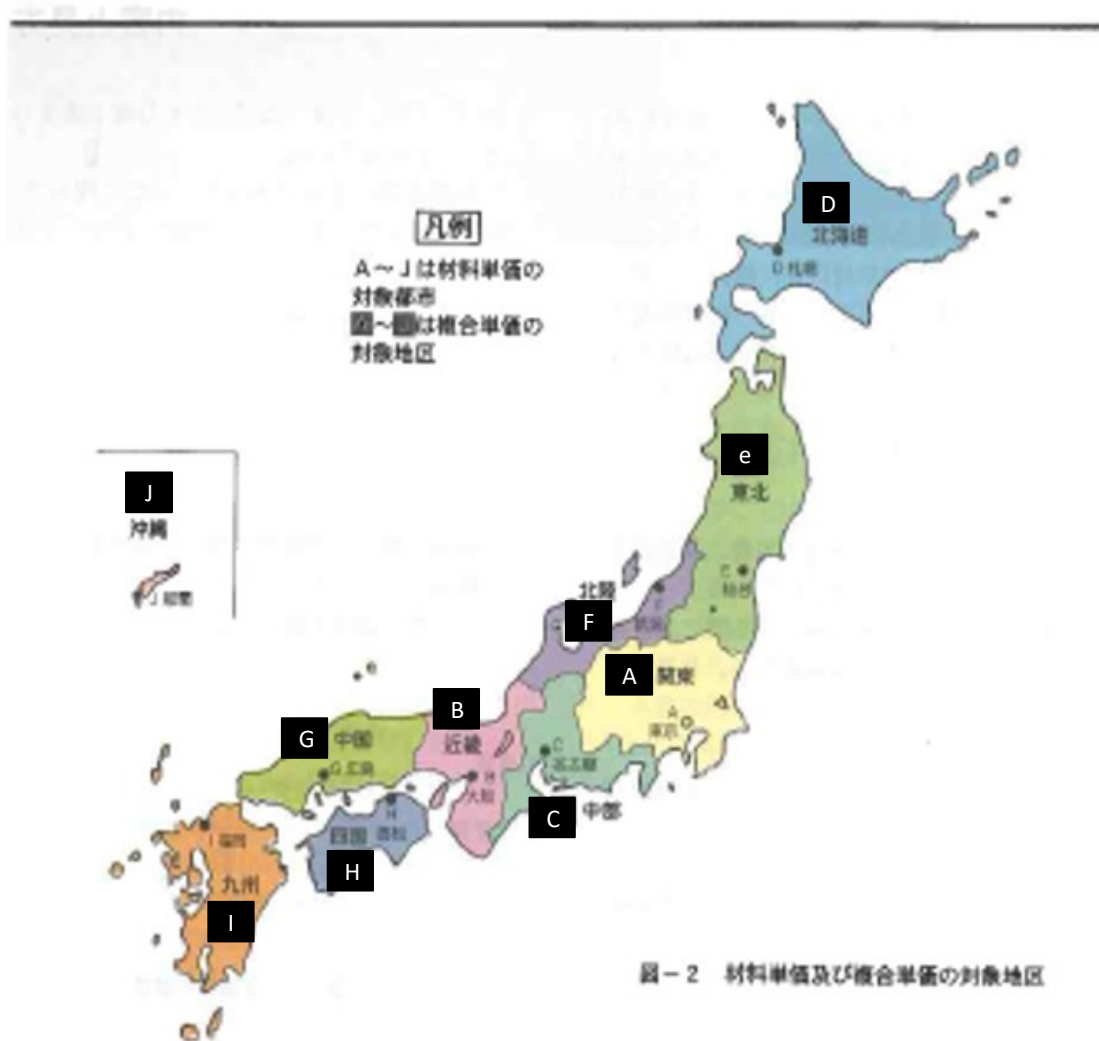 凡例
A～Jは材料単価の
対象都市
～は複合単価の
対象地区
D
北海道
D札幌
e
東北
E
仙台
J
沖縄
J那覇
北陸
F
新潟
A
関東
A
東京
B
近畿
大阪
G
中国
G広島
C
名古屋
C
中部
H
高松
四国
H
I福岡
九州
I
図－2　材料単価及び複合単価の対象地区